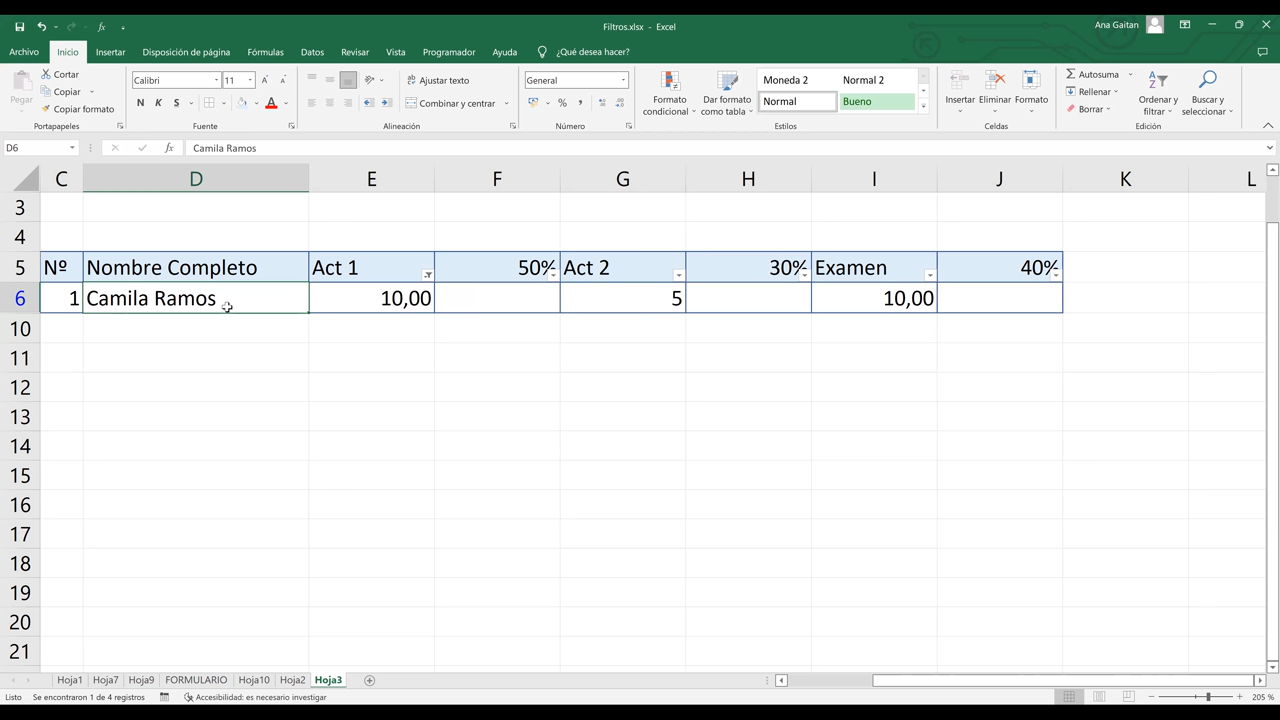 Filtros.xlsx - Excel
Ana Gaitan
Archivo Inicio Insertar Disposición de página Fórmulas Datos Revisar Vista Programador Ayuda ¿Qué desea hacer?
Pegar
Cortar
Copiar
Copiar formato
Portapapeles
Calibri 11
N K S
Fuente
Ajustar texto
Combinar y centrar
Alineación
General
% 000
Número
Formato condicional
Dar formato como tabla
Moneda 2 Normal 2
Normal Bueno
Estilos
Insertar Eliminar Formato
Celdas
Autosuma
Rellenar
Borrar
Ordenar y filtrar
Buscar y seleccionar
Edición
D6 fx Camila Ramos
C D E F G H I J K L
3
4
5 Nº Nombre Completo Act 1 50% Act 2 30% Examen 40%
6 1 Camila Ramos 10,00 5 10,00
10
11
12
13
14
15
16
17
18
19
20
21
Hoja1 Hoja7 Hoja9 FORMULARIO Hoja10 Hoja2 Hoja3
Listo Se encontraron 1 de 4 registros Accesibilidad: es necesario investigar 205 %